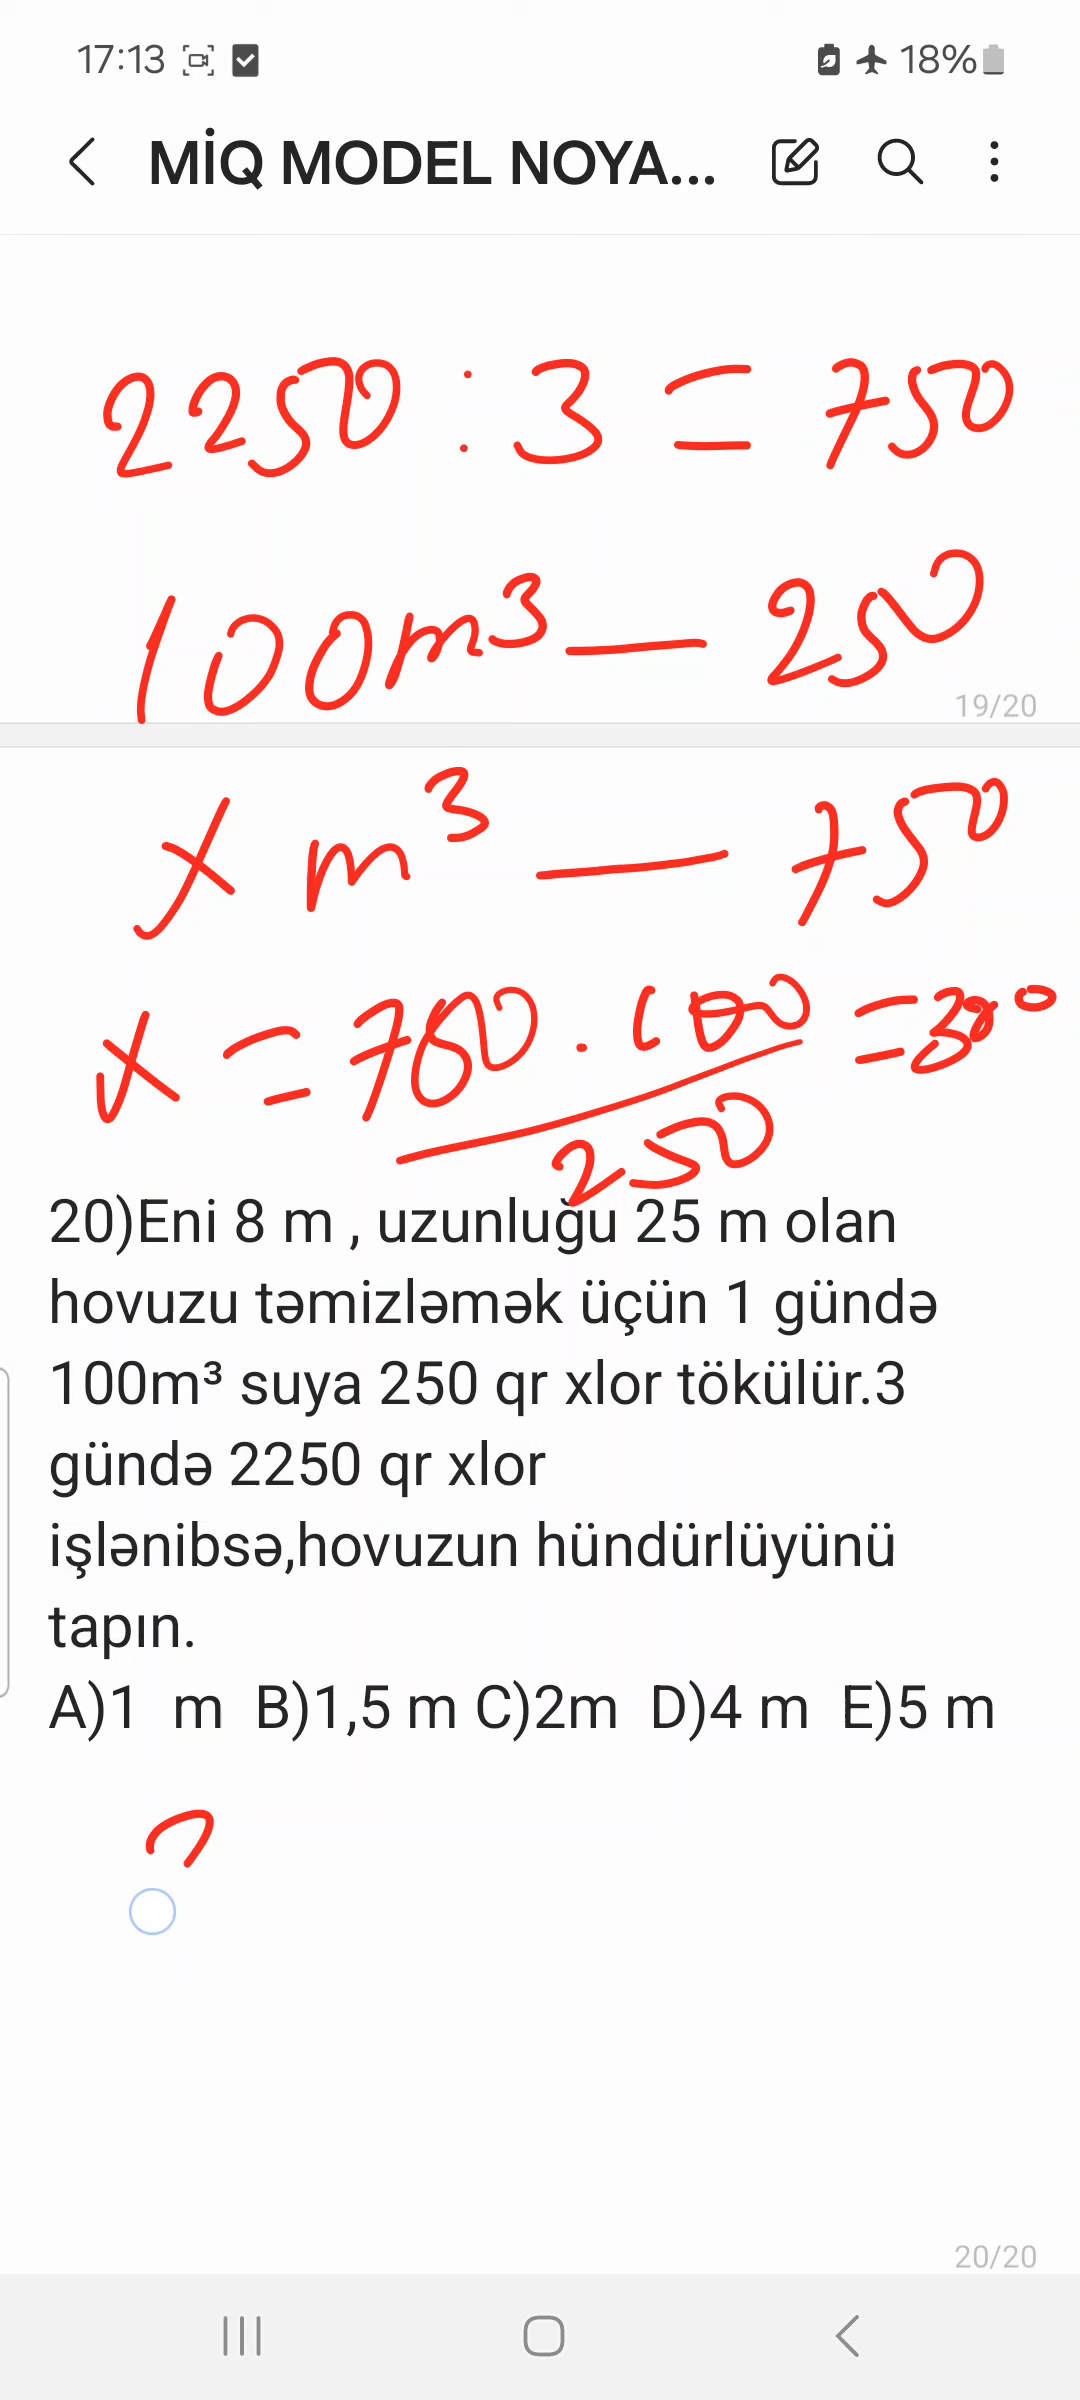 17:13 18%
MİQ MODEL NOYA...
2250 : 3 = 750
100m³ — 250
19/20
x m³ — 750
x = 750 . 100 = 300
250
20)Eni 8 m , uzunluğu 25 m olan
hovuzu təmizləmək üçün 1 gündə
100m³ suya 250 qr xlor tökülür.3
gündə 2250 qr xlor
işlənibsə,hovuzun hündürlüyünü
tapın.
A)1 m B)1,5 m C)2m D)4 m E)5 m
20/20